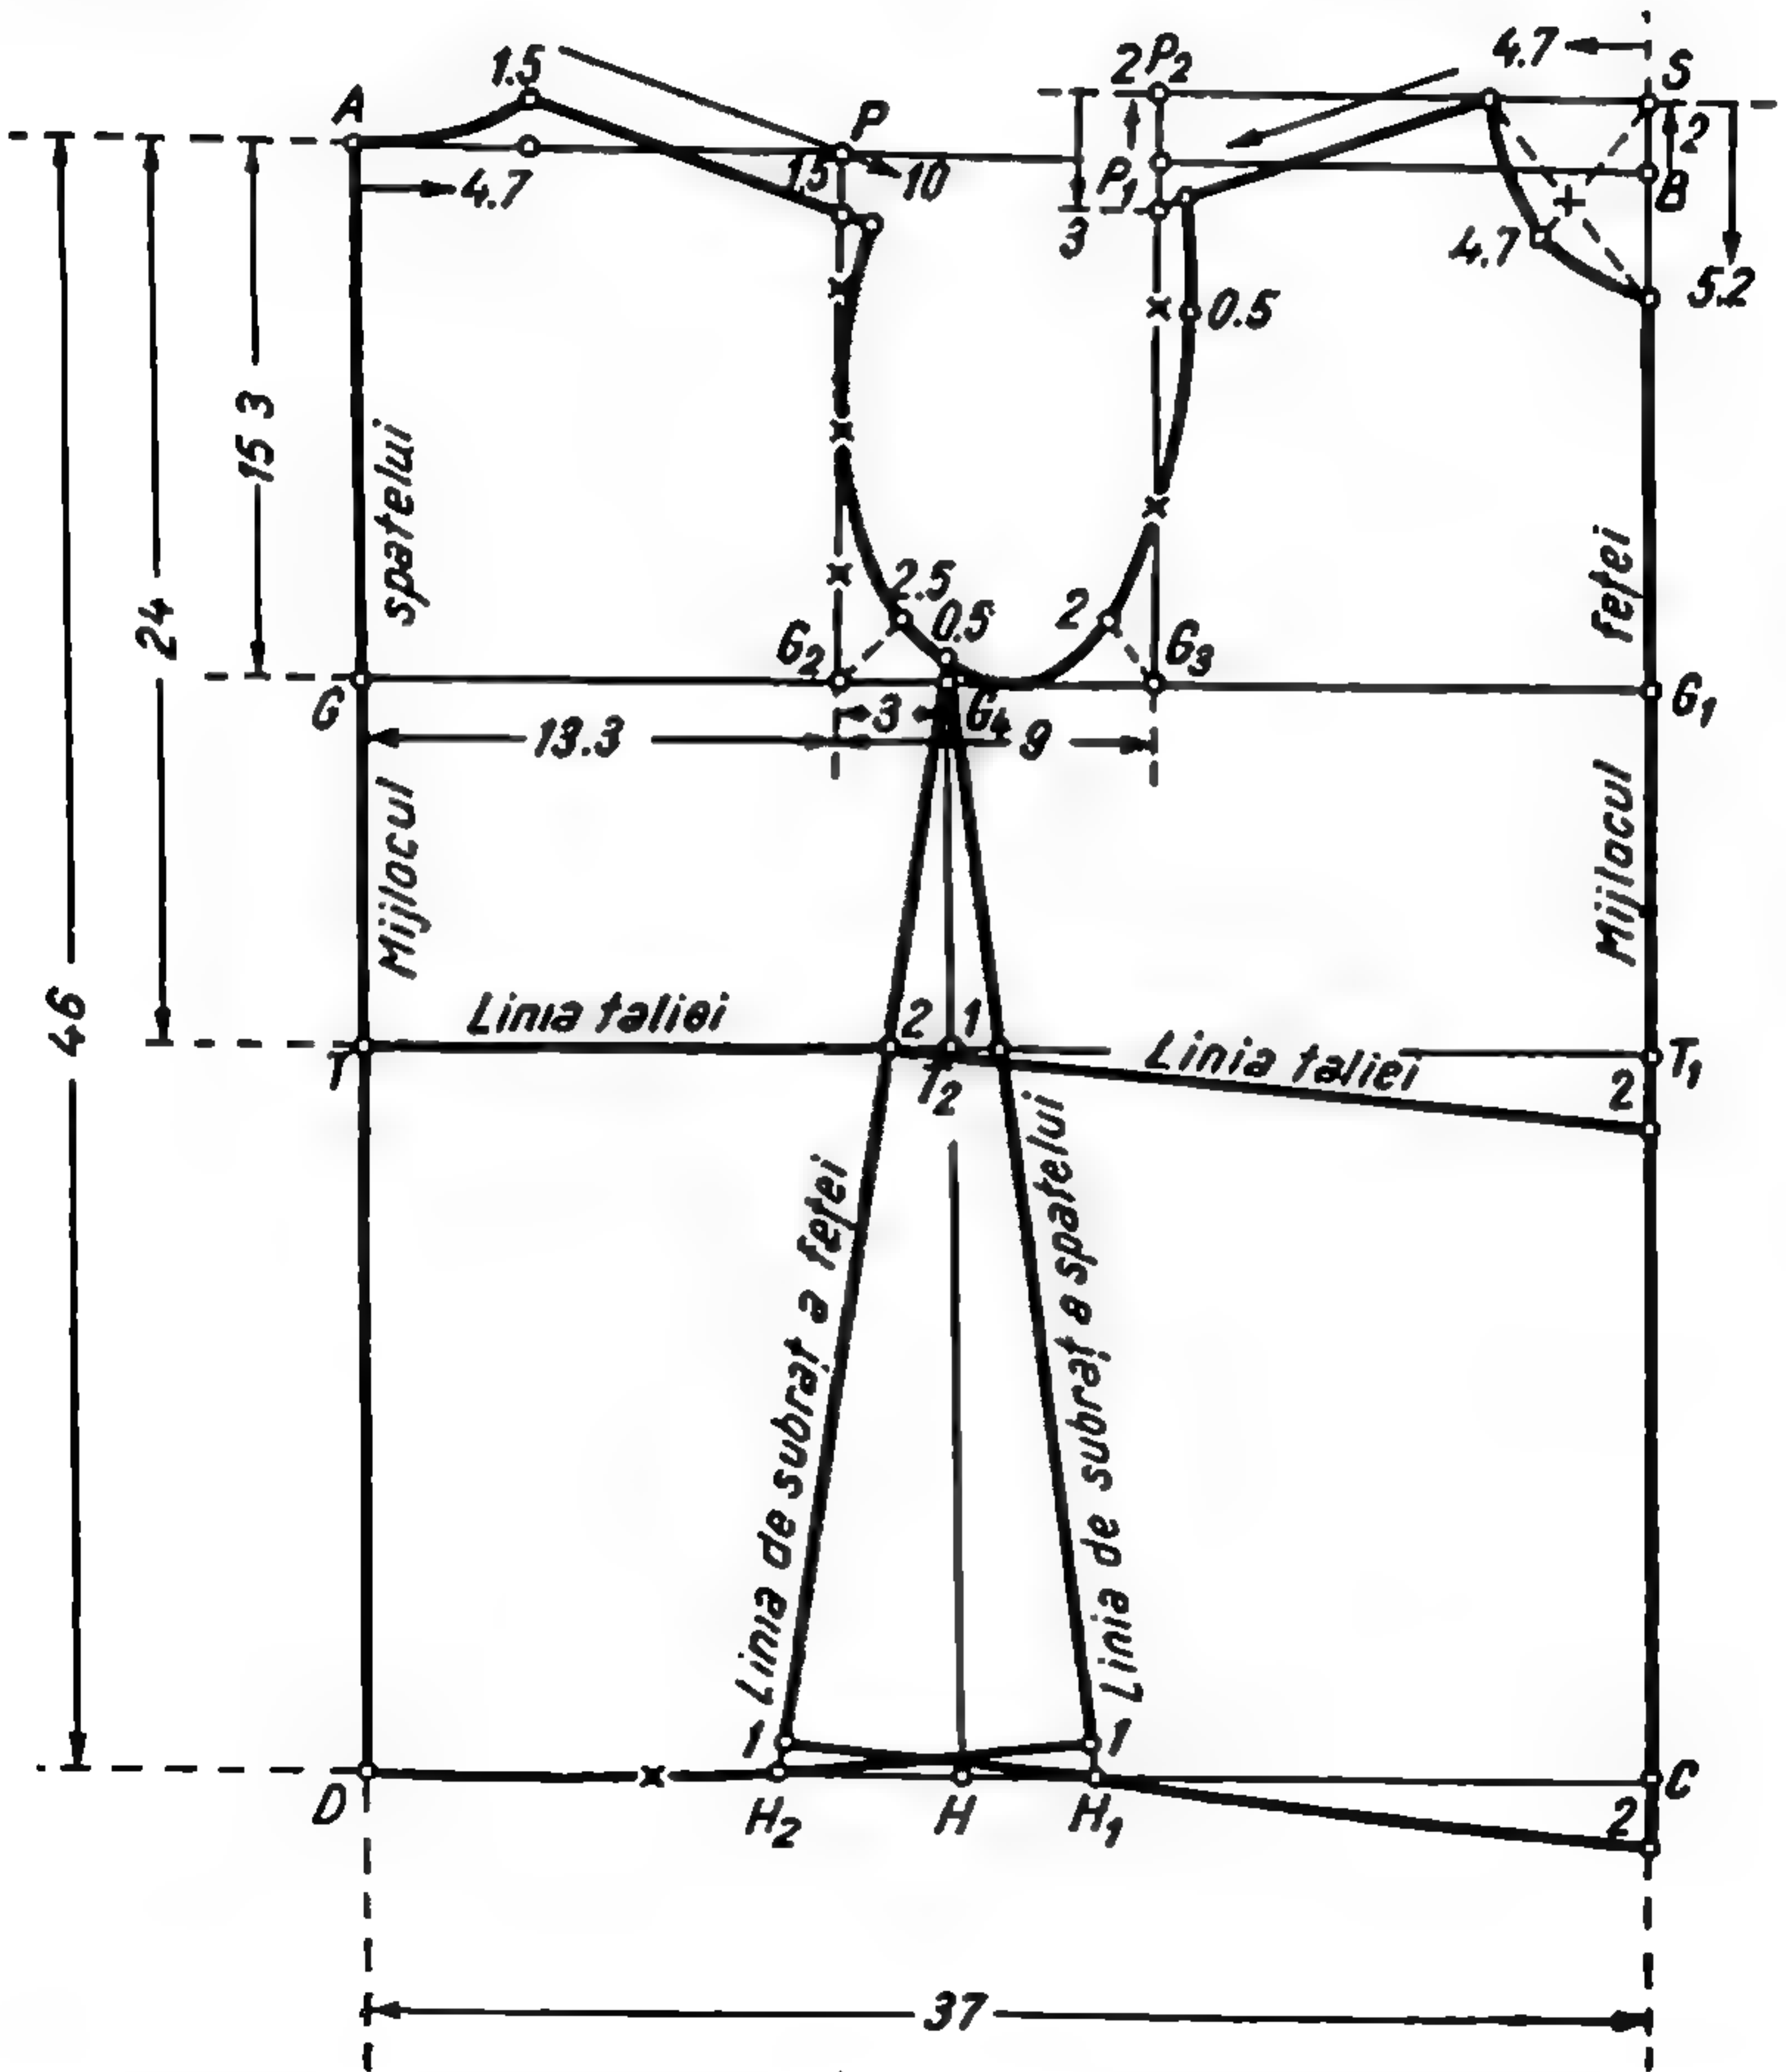 4.7
2 P2
S
1.5
A
P
2
1.5
10
P1
B
4.7
3
4.7
5.2
0.5
15 3
spatelui
24
feței
2.5
0.5
2
G2
G3
G
3
G4
G1
13.3
9
Mijlocul
Mijlocul
46
Linia taliei
2
1
Linia taliei
T
T2
T1
2
Linia de subraț a feței
Linia de subraț a spatelui
1
1
D
H2
H
H1
C
2
37